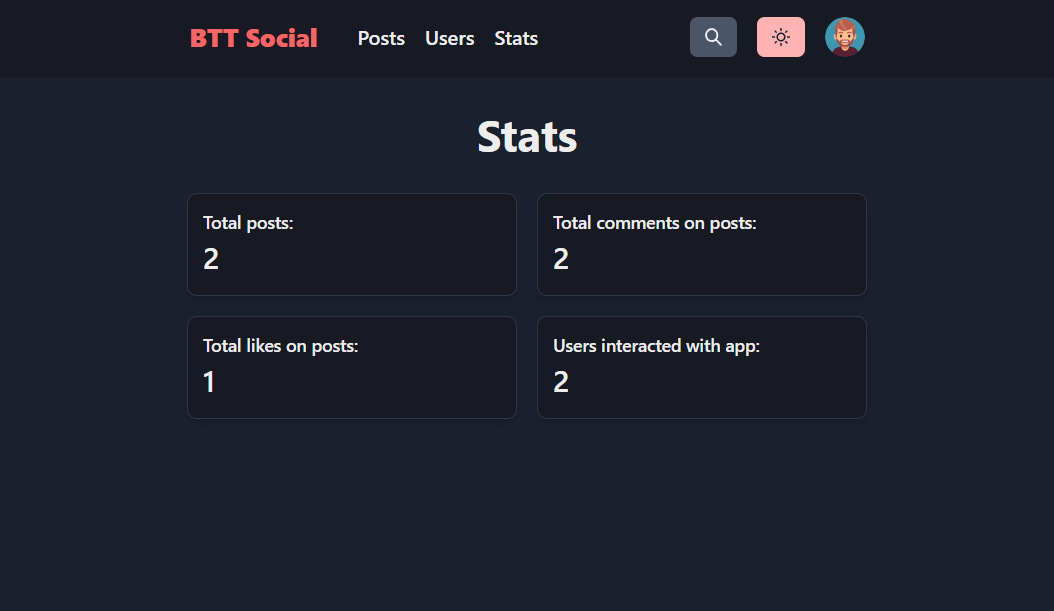 BTT Social Posts Users Stats
Stats
Total posts:
2
Total comments on posts:
2
Total likes on posts:
1
Users interacted with app:
2